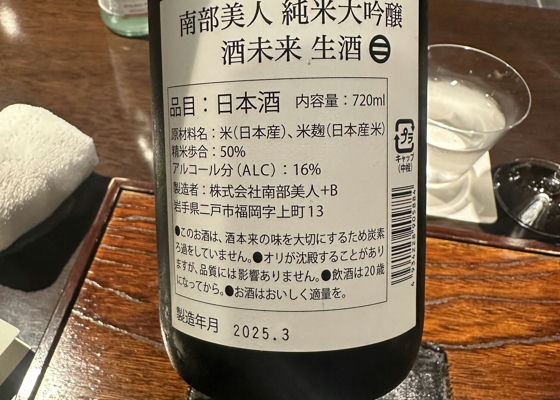 南部美人 純米大吟醸
酒未来 生酒
品目：日本酒 内容量：720ml
原材料名：米（日本産）、米麹（日本産米）
精米歩合：50%
アルコール分（ALC）：16%
製造者：株式会社南部美人+B
岩手県二戸市福岡字上町13
●このお酒は、酒本来の味を大切にするため炭素
ろ過をしていません。●オリが沈殿することがあり
ますが、品質には影響ありません。●飲酒は20歳
になってから。●お酒はおいしく適量を。
製造年月 2025.3
プラ
キャップ
（中栓）